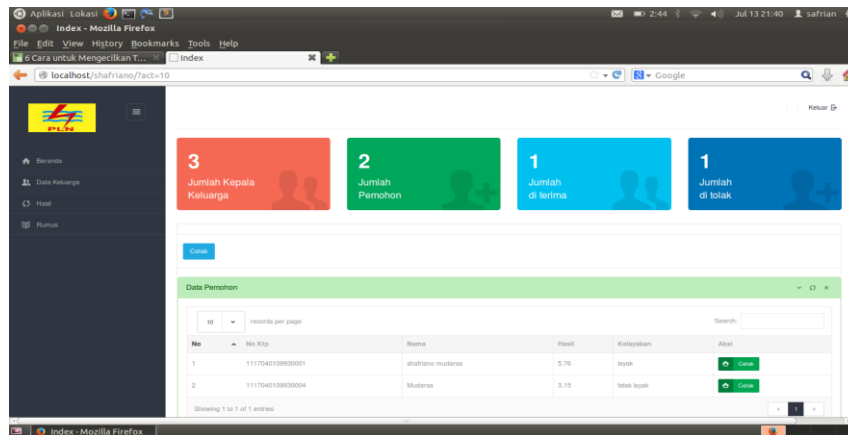 Aplikasi Lokasi 2:44 Jul 13 21:40 safrian
Index - Mozilla Firefox
File Edit View History Bookmarks Tools Help
6 Cara untuk Mengecilkan T... Index
localhost/shafriano/?act=10 Google
PLN
Keluar
Beranda
Data Keluarga
Hasil
Rumus
3
Jumlah Kepala
Keluarga
2
Jumlah
Pemohon
1
Jumlah
di terima
1
Jumlah
di tolak
Cetak
Data Pemohon
10 records per page Search:
No No Ktp Nama Hasil Kelayakan Aksi
1 1117040109930001 shafriano mudarsa 5.76 layak Cetak
2 1117040109930004 Mudarsa 3.15 tidak layak Cetak
Showing 1 to 1 of 1 entries 1
Index - Mozilla Firefox